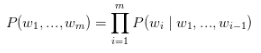 P(w_1, ..., w_m) = \prod_{i=1}^{m} P(w_i \mid w_1, ..., w_{i-1})